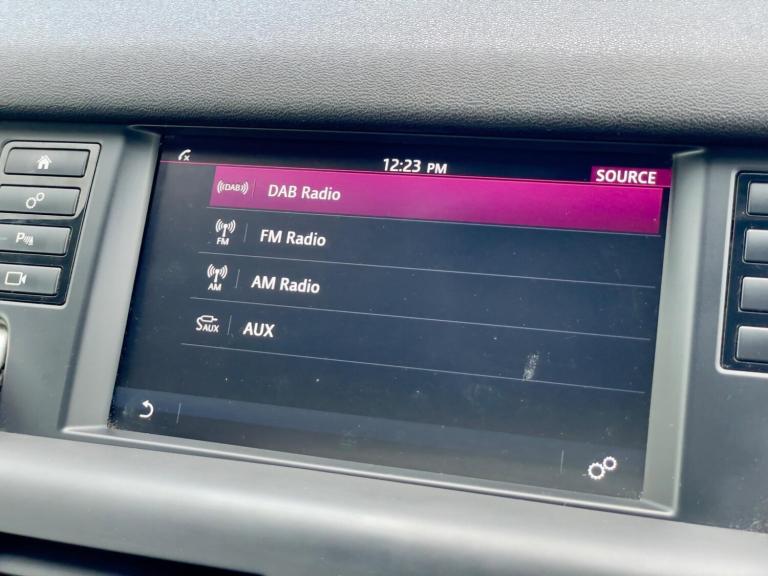 12:23 PM
SOURCE
DAB DAB Radio
FM FM Radio
AM AM Radio
AUX AUX
P